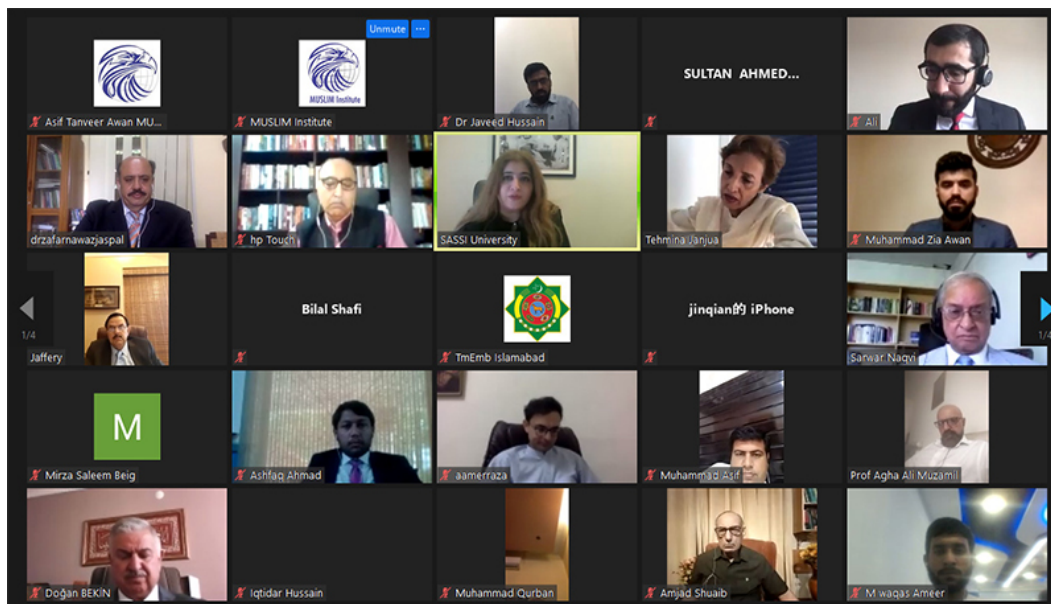 Unmute ...
Asif Tanveer Awan MU...
MUSLIM Institute
MUSLIM Institute
Dr Javeed Hussain
SULTAN AHMED...
Ali
drzafarnawazjaspal
hp Touch
SASSI University
Tehmina Janjua
Muhammad Zia Awan
1/4
Jaffery
Bilal Shafi
TmEmb Islamabad
jinqian的 iPhone
Sarwar Naqvi
1/4
M
Mirza Saleem Beig
Ashfaq Ahmad
aamerraza
Muhammad Asif
Prof Agha Ali Muzamil
Doğan BEKİN
Iqtidar Hussain
Muhammad Qurban
Amjad Shuaib
M waqas Ameer